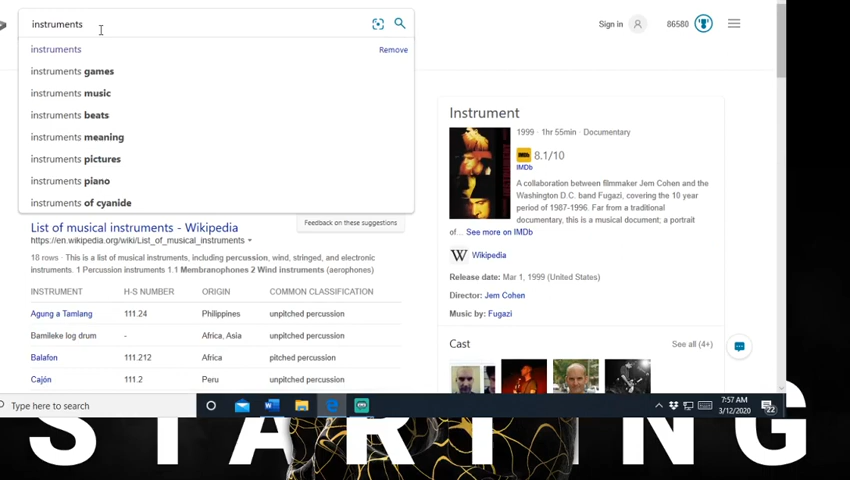 instruments
Sign in
86580
instruments
Remove
instruments games
instruments music
instruments beats
instruments meaning
instruments pictures
instruments piano
instruments of cyanide
Feedback on these suggestions
List of musical instruments - Wikipedia
https://en.wikipedia.org/wiki/List_of_musical_instruments
18 rows · This is a list of musical instruments, including percussion, wind, stringed, and electronic
instruments. 1 Percussion instruments 1.1 Membranophones 2 Wind instruments (aerophones)
INSTRUMENT H-S NUMBER ORIGIN COMMON CLASSIFICATION
Agung a Tamlang 111.24 Philippines unpitched percussion
Bamileke log drum - Africa, Asia unpitched percussion
Balafon 111.212 Africa pitched percussion
Cajón 111.2 Peru unpitched percussion
Instrument
1999 · 1hr 55min · Documentary
8.1/10
IMDb
A collaboration between filmmaker Jem Cohen and the
Washington D.C. band Fugazi, covering the 10 year
period of 1987-1996. Far from a traditional
documentary, this is a musical document; a portrait
of... See more on IMDb
W Wikipedia
Release date: Mar 1, 1999 (United States)
Director: Jem Cohen
Music by: Fugazi
Cast
See all (4+)
Type here to search
7:57 AM
3/12/2020
22
STARTING